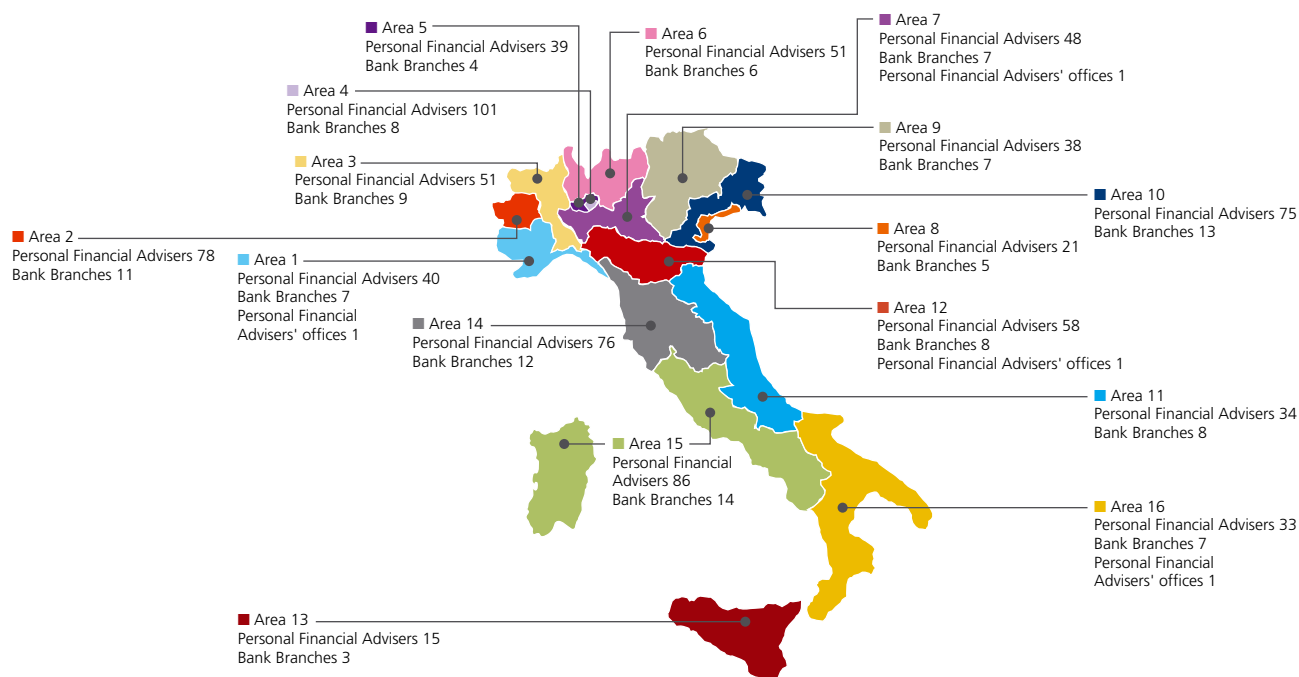 Area 5
Personal Financial Advisers 39
Bank Branches 4
Area 6
Personal Financial Advisers 51
Bank Branches 6
Area 7
Personal Financial Advisers 48
Bank Branches 7
Personal Financial Advisers' offices 1
Area 4
Personal Financial Advisers 101
Bank Branches 8
Area 9
Personal Financial Advisers 38
Bank Branches 7
Area 3
Personal Financial Advisers 51
Bank Branches 9
Area 10
Personal Financial Advisers 75
Bank Branches 13
Area 2
Personal Financial Advisers 78
Bank Branches 11
Area 8
Personal Financial Advisers 21
Bank Branches 5
Area 1
Personal Financial Advisers 40
Bank Branches 7
Personal Financial
Advisers' offices 1
Area 12
Personal Financial Advisers 58
Bank Branches 8
Personal Financial Advisers' offices 1
Area 14
Personal Financial Advisers 76
Bank Branches 12
Area 11
Personal Financial Advisers 34
Bank Branches 8
Area 15
Personal Financial
Advisers 86
Bank Branches 14
Area 16
Personal Financial Advisers 33
Bank Branches 7
Personal Financial
Advisers' offices 1
Area 13
Personal Financial Advisers 15
Bank Branches 3